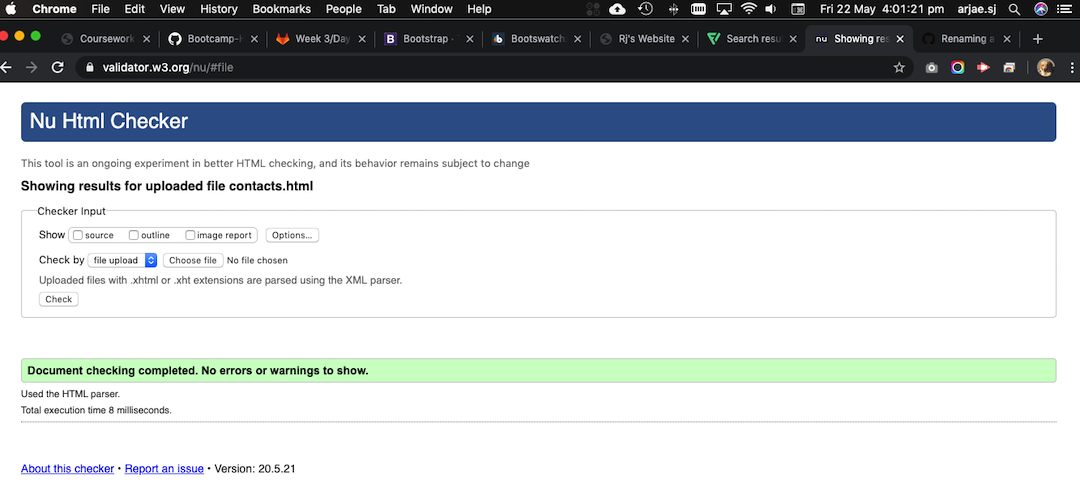 Chrome File Edit View History Bookmarks People Tab Window Help Fri 22 May 4:01:21 pm arjae.sj
Coursework Bootcamp- Week 3/Day Bootstrap · Bootswatch: Rj's Website Search resu nu Showing res Renaming a
validator.w3.org/nu/#file
Nu Html Checker
This tool is an ongoing experiment in better HTML checking, and its behavior remains subject to change
Showing results for uploaded file contacts.html
Checker Input
Show source outline image report Options...
Check by file upload Choose file No file chosen
Uploaded files with .xhtml or .xht extensions are parsed using the XML parser.
Check
Document checking completed. No errors or warnings to show.
Used the HTML parser.
Total execution time 8 milliseconds.
About this checker • Report an issue • Version: 20.5.21